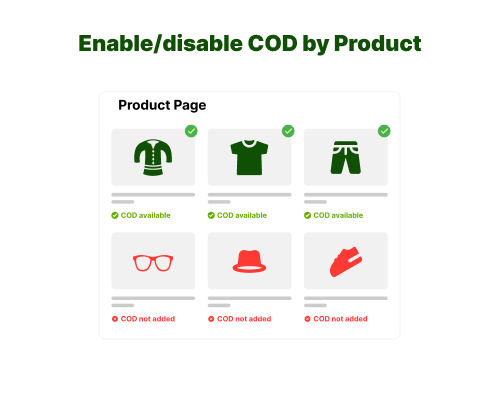 Enable/disable COD by Product
Product Page
COD available
COD available
COD available
COD not added
COD not added
COD not added